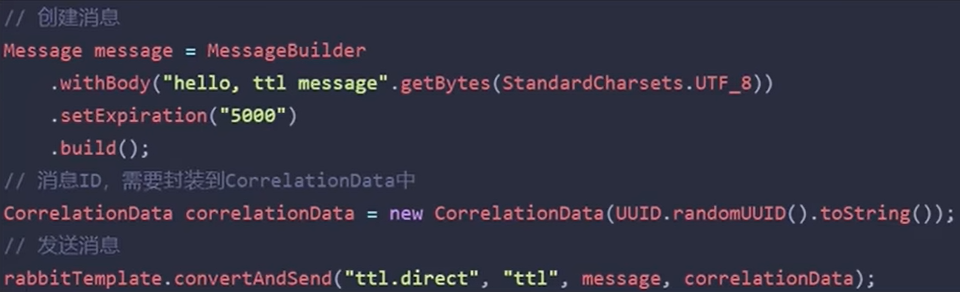 // 创建消息
Message message = MessageBuilder
    .withBody("hello, ttl message".getBytes(StandardCharsets.UTF_8))
    .setExpiration("5000")
    .build();
// 消息ID，需要封装到CorrelationData中
CorrelationData correlationData = new CorrelationData(UUID.randomUUID().toString());
// 发送消息
rabbitTemplate.convertAndSend("ttl.direct", "ttl", message, correlationData);